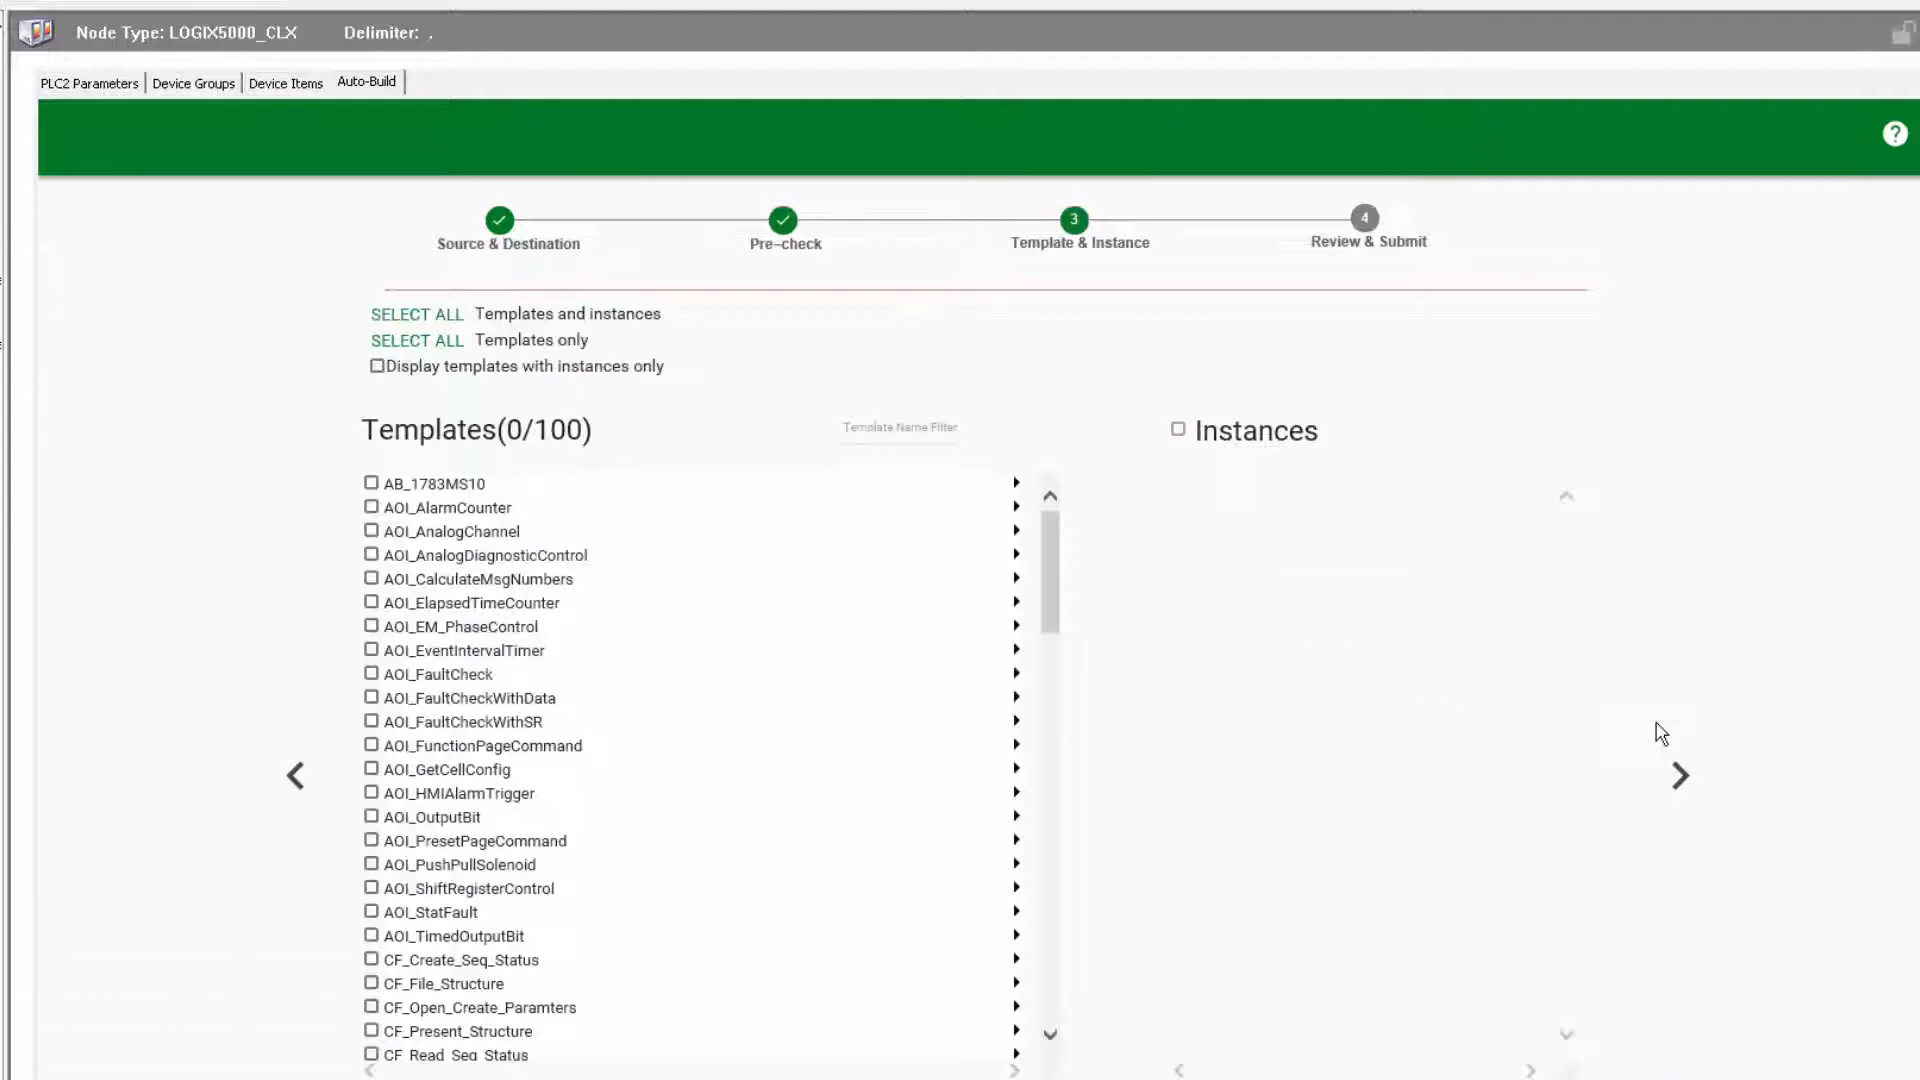 Node Type: LOGIX5000_CLX Delimiter: .
PLC2 Parameters Device Groups Device Items Auto-Build
?
3 4
Source & Destination Pre-check Template & Instance Review & Submit
SELECT ALL Templates and instances
SELECT ALL Templates only
Display templates with instances only
Templates(0/100) Template Name Filter Instances
AB_1783MS10
AOI_AlarmCounter
AOI_AnalogChannel
AOI_AnalogDiagnosticControl
AOI_CalculateMsgNumbers
AOI_ElapsedTimeCounter
AOI_EM_PhaseControl
AOI_EventIntervalTimer
AOI_FaultCheck
AOI_FaultCheckWithData
AOI_FaultCheckWithSR
AOI_FunctionPageCommand
AOI_GetCellConfig
AOI_HMIAlarmTrigger
AOI_OutputBit
AOI_PresetPageCommand
AOI_PushPullSolenoid
AOI_ShiftRegisterControl
AOI_StatFault
AOI_TimedOutputBit
CF_Create_Seq_Status
CF_File_Structure
CF_Open_Create_Paramters
CF_Present_Structure
CF_Read_Seq_Status